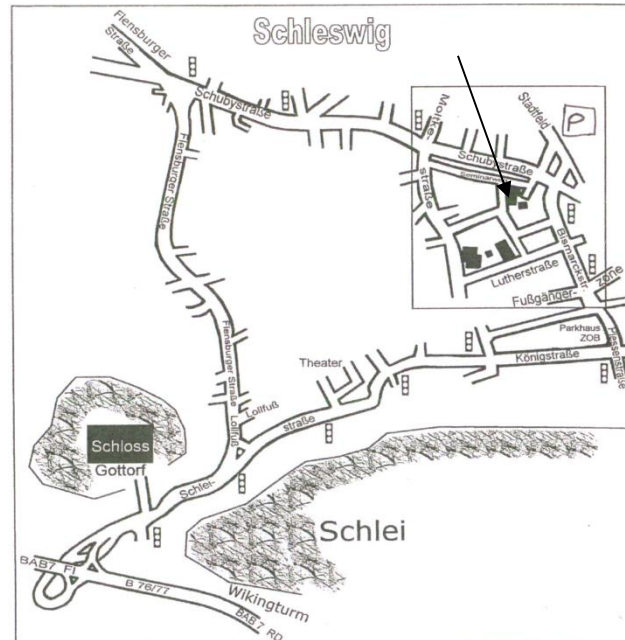 Schleswig
Flensburger
Straße
Schubystraße
Moltke-
straße
Stadtfeld
P
Schubystraße
Flensburger Straße
Bismarckstr.
Lutherstraße
Fußgänger-
zone
Parkhaus
ZOB
Plessenstraße
Königstraße
Theater
Flensburger Straße
Lollfuß
Lollfuß
Schlei-
straße
Schloss
Gottorf
Schlei
BAB7 Fl
B 76/77
Wikingturm
BAB 7 RD